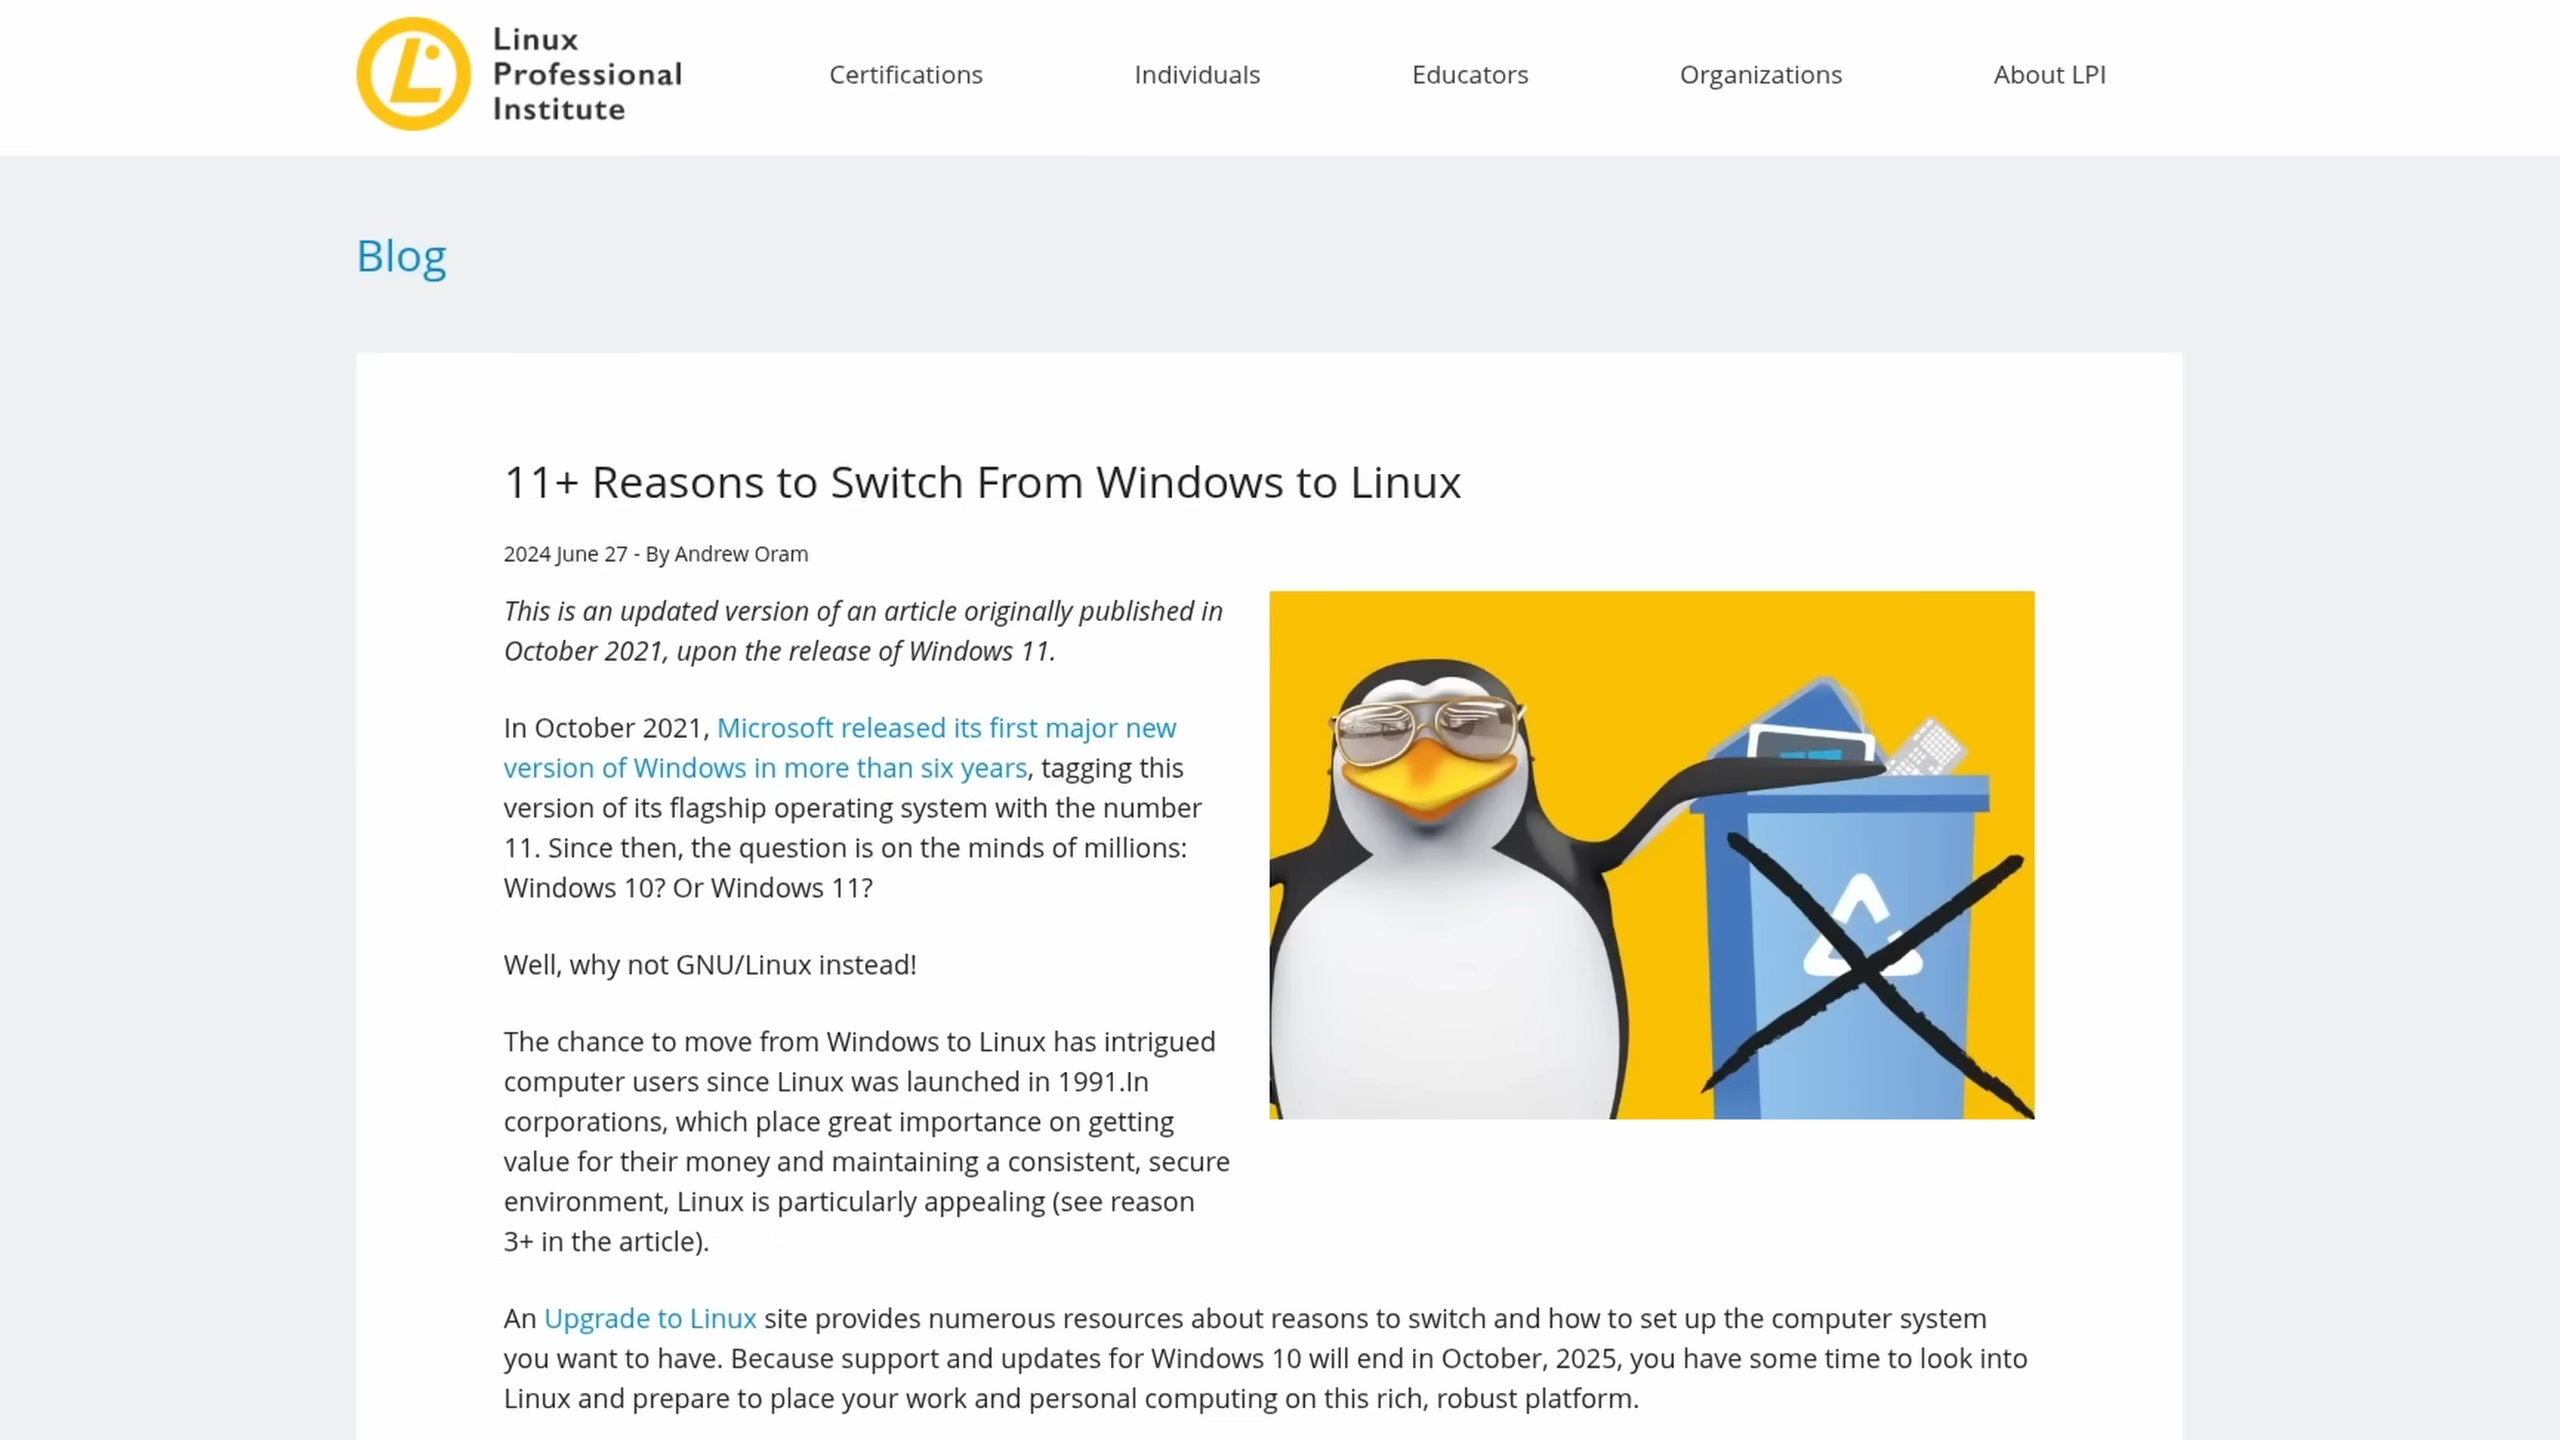 Linux
Professional
Institute
Certifications
Individuals
Educators
Organizations
About LPI
Blog
11+ Reasons to Switch From Windows to Linux
2024 June 27 - By Andrew Oram
This is an updated version of an article originally published in
October 2021, upon the release of Windows 11.
In October 2021, Microsoft released its first major new
version of Windows in more than six years, tagging this
version of its flagship operating system with the number
11. Since then, the question is on the minds of millions:
Windows 10? Or Windows 11?
Well, why not GNU/Linux instead!
The chance to move from Windows to Linux has intrigued
computer users since Linux was launched in 1991.In
corporations, which place great importance on getting
value for their money and maintaining a consistent, secure
environment, Linux is particularly appealing (see reason
3+ in the article).
An Upgrade to Linux site provides numerous resources about reasons to switch and how to set up the computer system
you want to have. Because support and updates for Windows 10 will end in October, 2025, you have some time to look into
Linux and prepare to place your work and personal computing on this rich, robust platform.